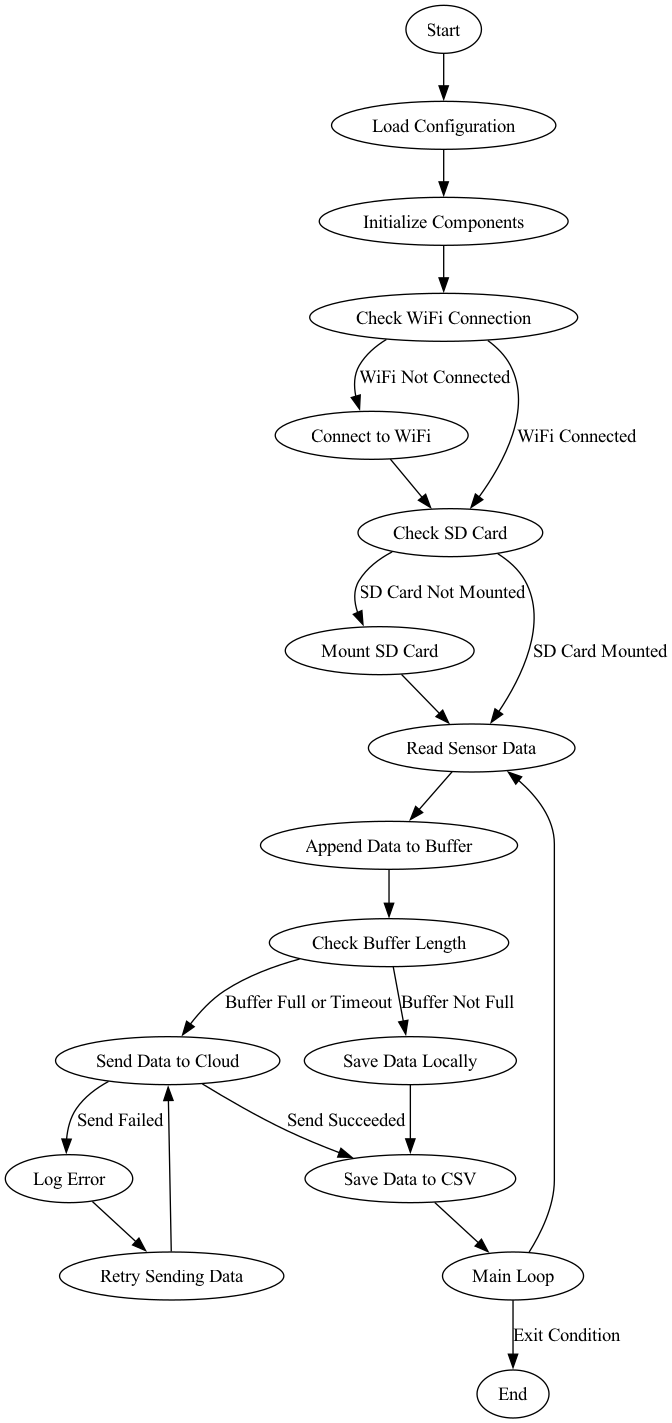 Start
Load Configuration
Initialize Components
Check WiFi Connection
WiFi Not Connected
Connect to WiFi
WiFi Connected
Check SD Card
SD Card Not Mounted
Mount SD Card
SD Card Mounted
Read Sensor Data
Append Data to Buffer
Check Buffer Length
Buffer Full or Timeout
Buffer Not Full
Send Data to Cloud
Save Data Locally
Send Failed
Send Succeeded
Log Error
Save Data to CSV
Retry Sending Data
Main Loop
Exit Condition
End